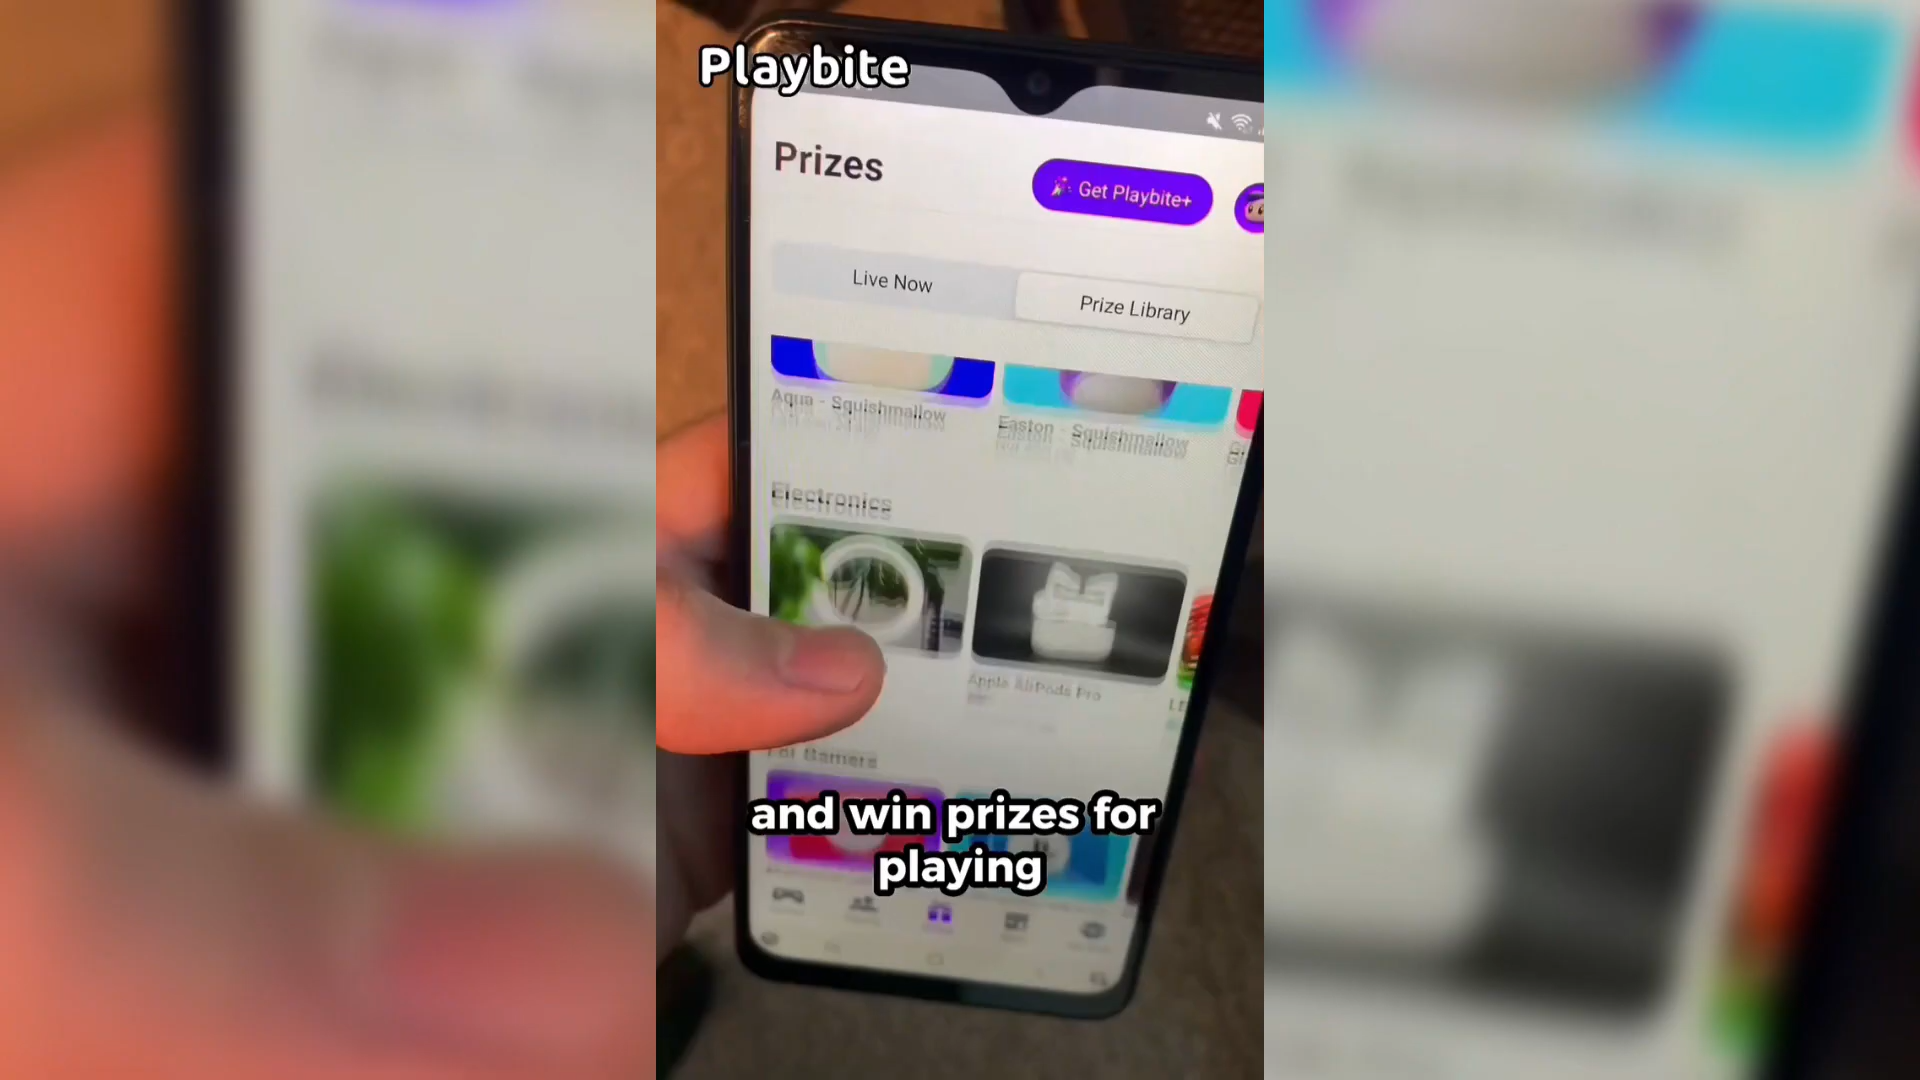 Playbite
Prizes
Get Playbite+
Live Now
Prize Library
Aqua - Squishmallow
Easton - Squishmallow
Electronics
Apple AirPods Pro
For Gamers
and win prizes for
playing